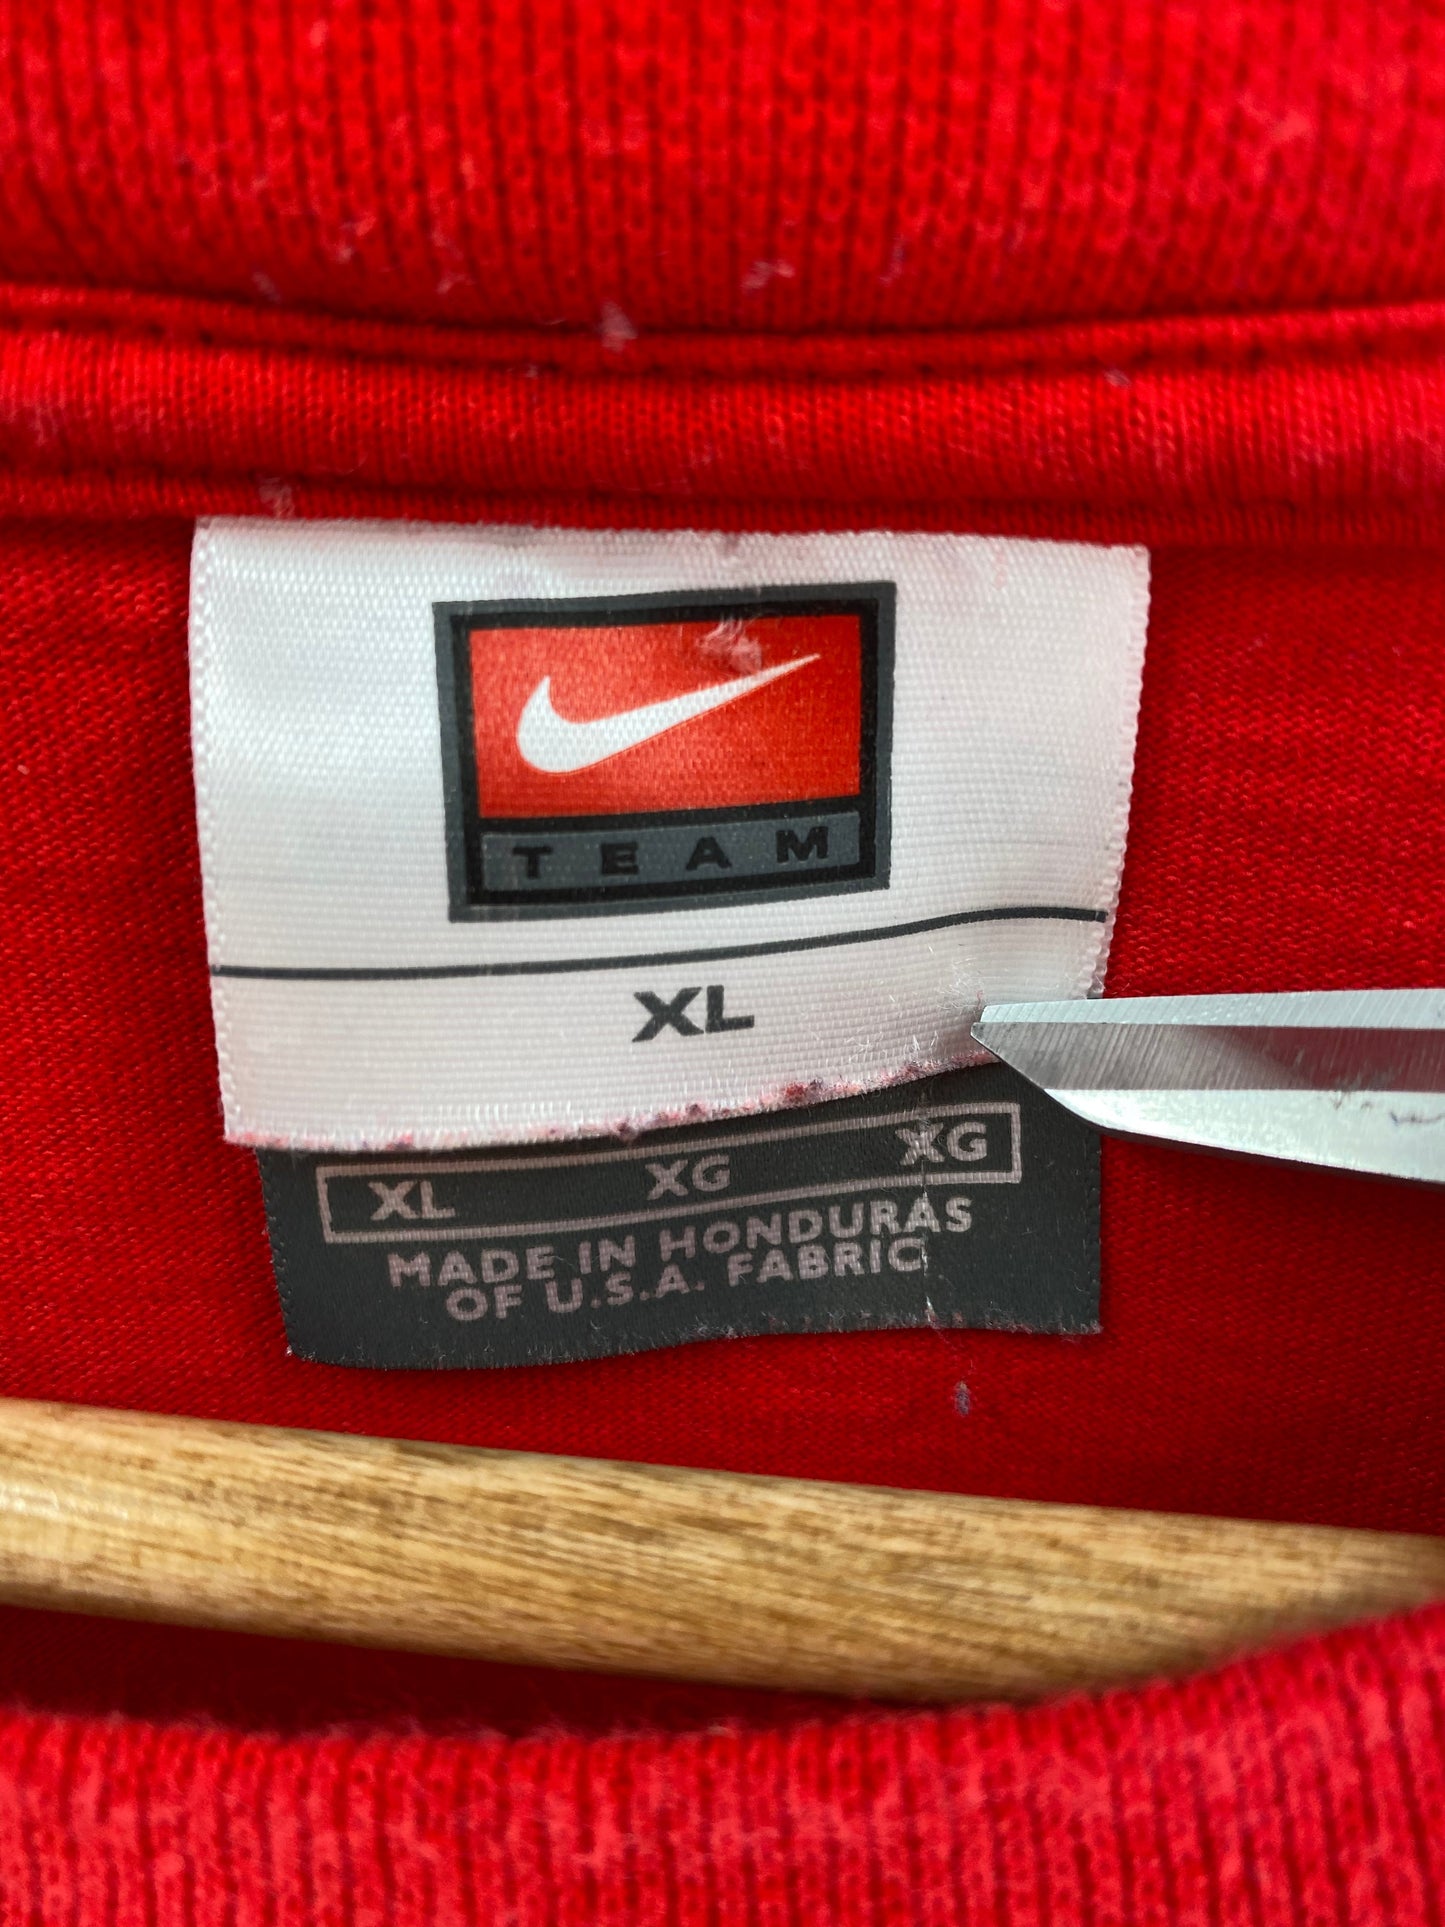 TEAM
XL
XL XG XG
MADE IN HONDURAS
OF U.S.A. FABRIC